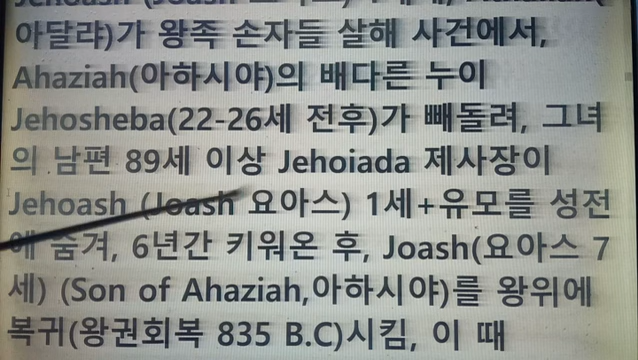 아달랴)가 왕족 손자들 살해 사건에서,
Ahaziah(아하시야)의 배다른 누이
Jehosheba(22-26세 전후)가 빼돌려, 그녀
의 남편 89세 이상 Jehoiada 제사장이
Jehoash (Joash 요아스) 1세+유모를 성전
에 숨겨, 6년간 키워온 후, Joash(요아스 7
세) (Son of Ahaziah,아하시야)를 왕위에
복귀(왕권회복 835 B.C)시킴, 이 때